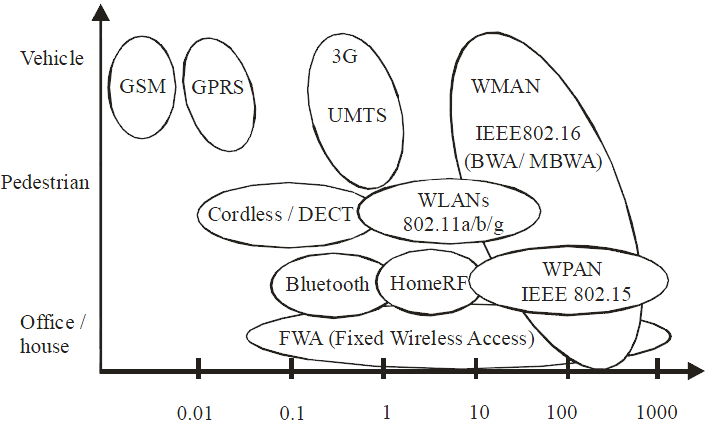 Vehicle
GSM
GPRS
3G
UMTS
WMAN
IEEE802.16
(BWA/ MBWA)
Pedestrian
Cordless / DECT
WLANs
802.11a/b/g
Bluetooth
HomeRF
WPAN
IEEE 802.15
Office /
house
FWA (Fixed Wireless Access)
0.01
0.1
1
10
100
1000